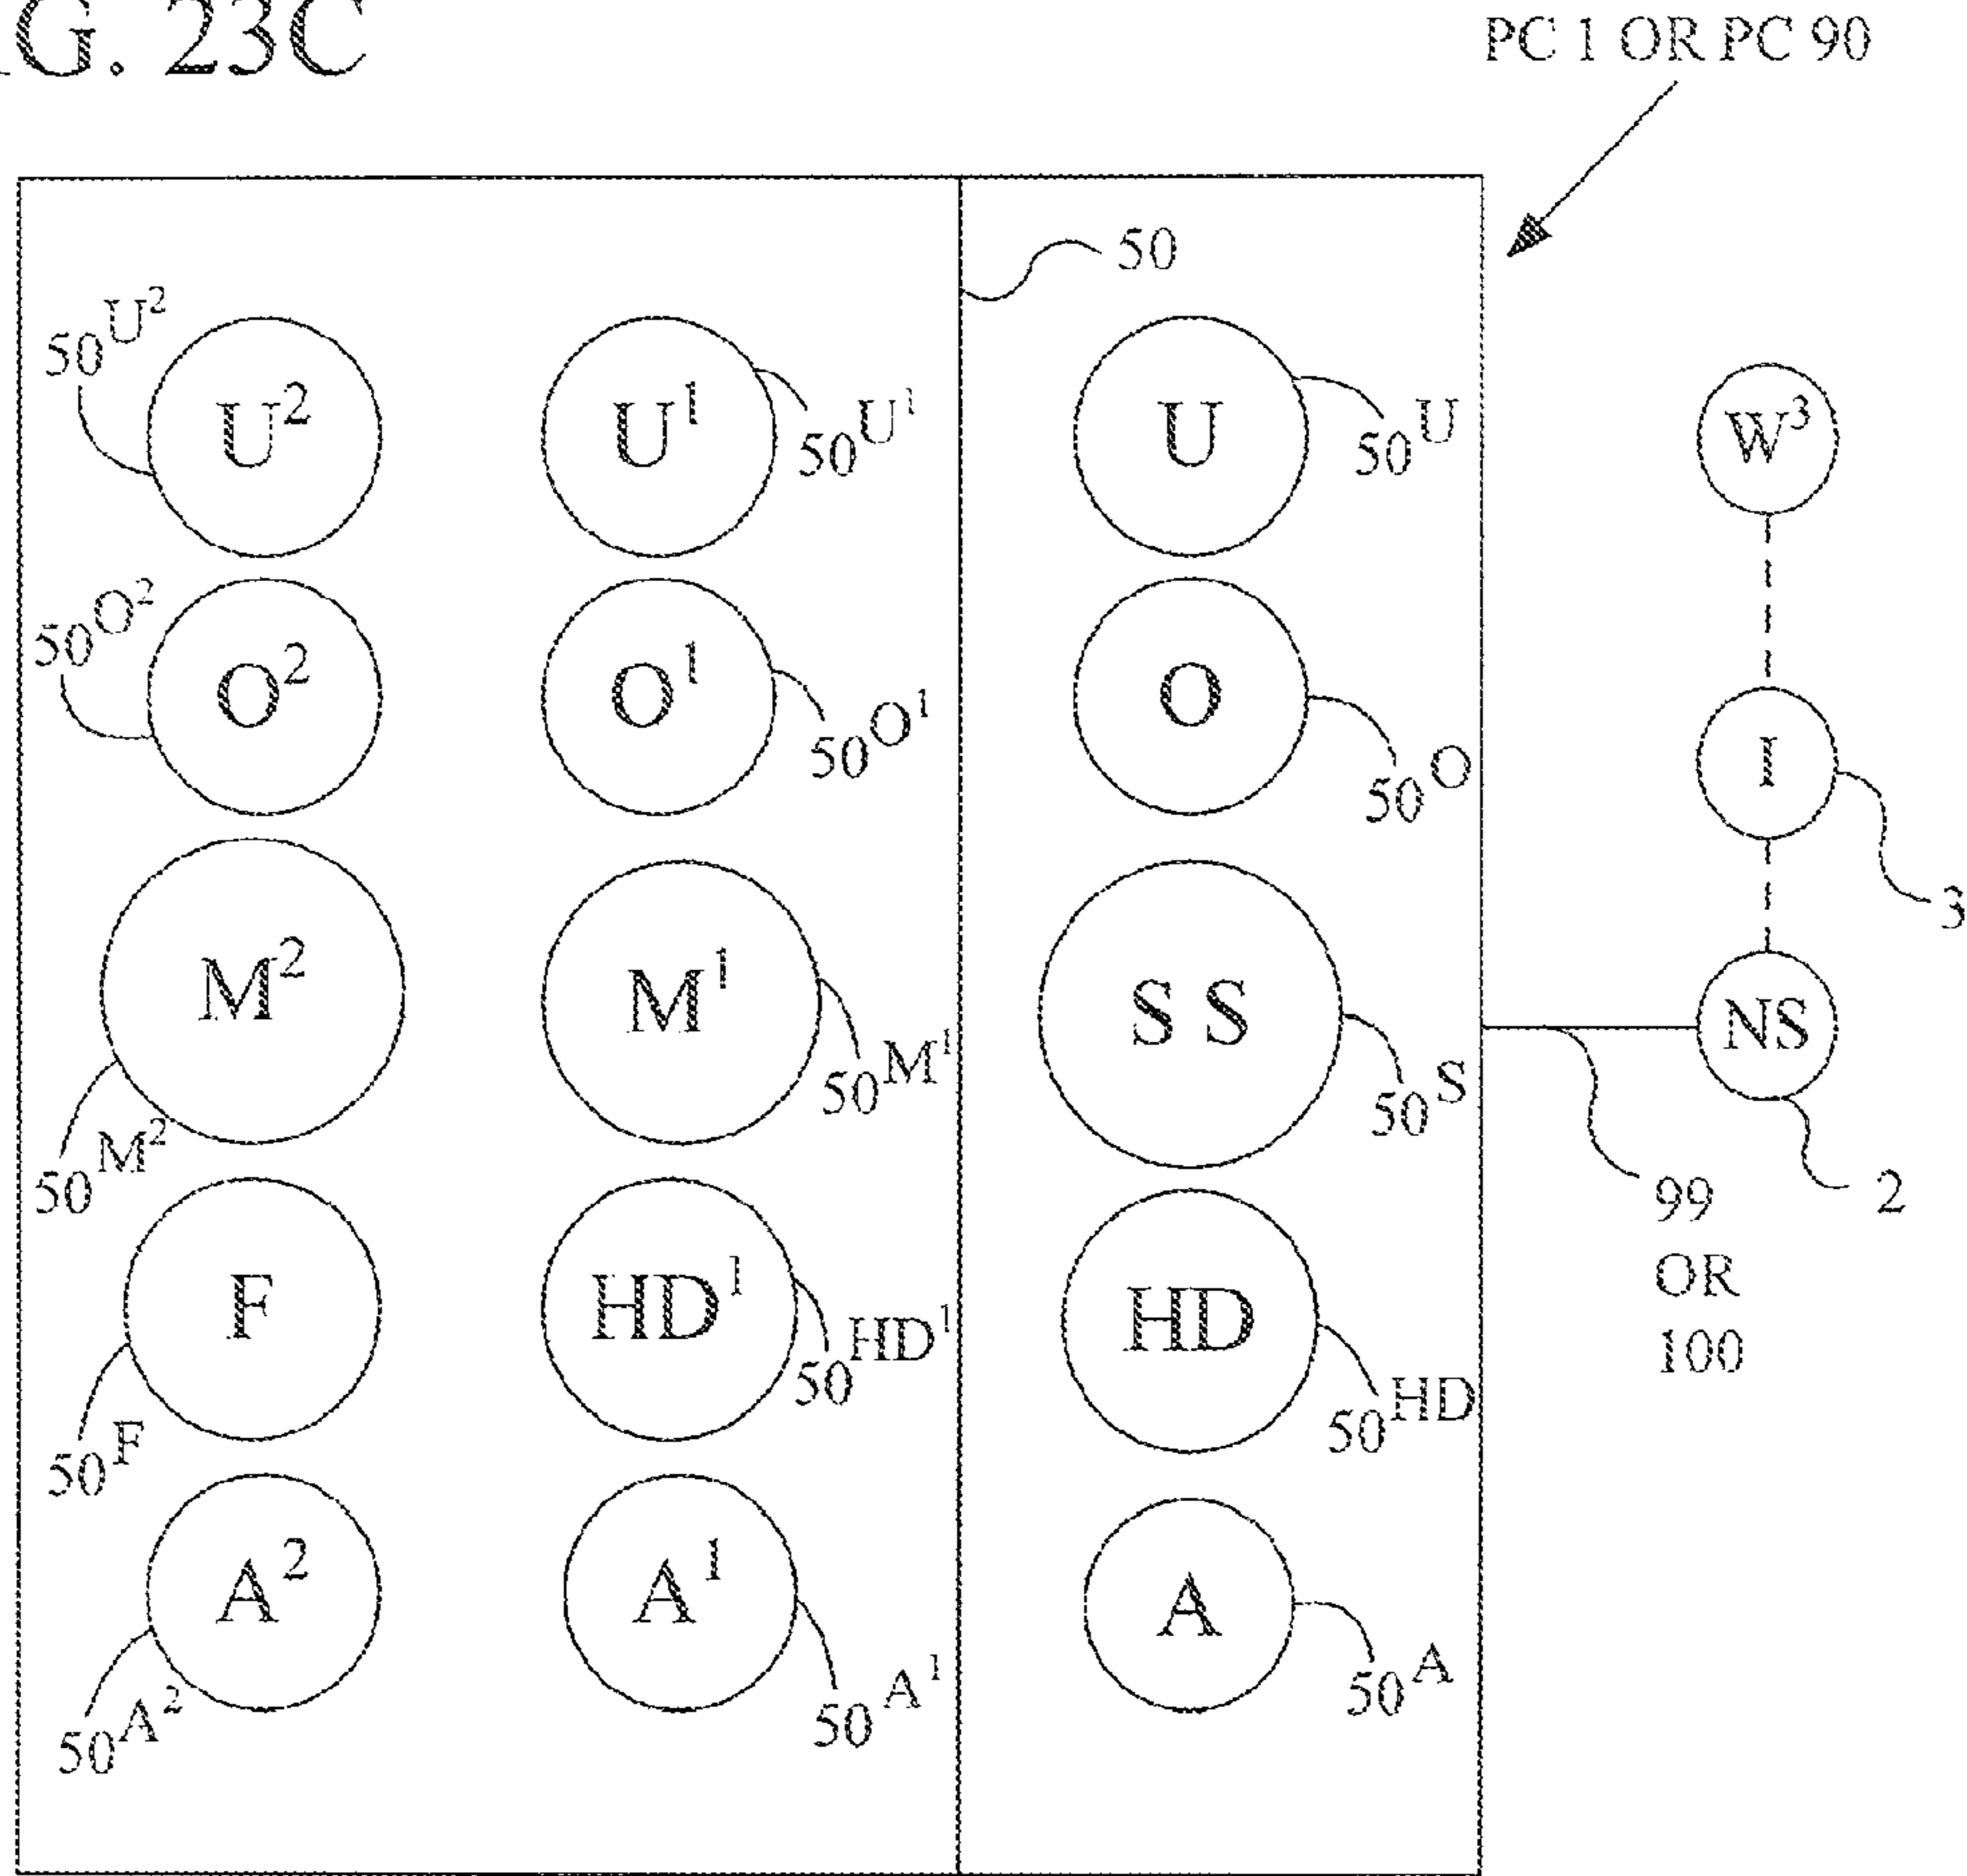 G. 23C
PC 1 OR PC 90
50
50U²
U²
U¹
50U¹
U
50U
W³
50O²
O²
O¹
50O¹
O
50O
I
3
M²
50M²
M¹
50M¹
S S
50S
NS
2
99
OR
100
F
50F
HD¹
50HD¹
HD
50HD
A²
50A²
A¹
50A¹
A
50A